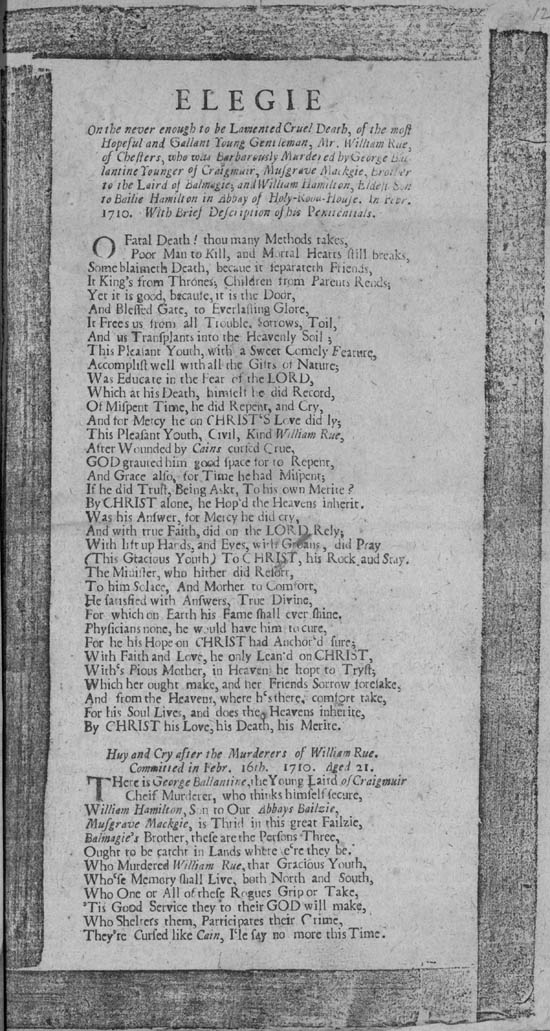 12
ELEGIE
On the never enough to be Lamented Cruel Death, of the most
Hopeful and Gallant Young Gentleman, Mr. William Rue,
of Chesters, who was Barbarously Murdered by George Bal
lantine Younger of Craigmuir, Musgrave Mackgie, Brother
to the Laird of Balmagie; and William Hamilton, Eldest Son
to Bailie Hamilton in Abbay of Holy-Rood-House. In Febr.
1710. With Brief Description of his Penitentials.
O Fatal Death! thou many Methods takes,
Poor Man to Kill, and Mortal Hearts still breaks,
Some blaimeth Death, becaue it separateth Friends,
It King's from Thrones; Children from Parents Rends;
Yet it is good, because, it is the Door,
And Blessed Gate, to Everlasting Glore,
It Frees us from all Trouble, Sorrows, Toil,
And us Transplants into the Heavenly Soil;
This Pleasant Youth, with a Sweet Comely Feature,
Accomplist well with all the Gifts of Nature;
Was Educate in the Fear of the LORD,
Which at his Death, himself he did Record,
Of Mispent Time, he did Repent, and Cry,
And for Mercy he on CHRIST'S Love did ly;
This Pleasant Youth, Civil, Kind William Rue,
After Wounded by Cains cursed Crue,
GOD graunted him good space for to Repent,
And Grace also, for Time he had Mispent;
If he did Trust, Being Askt, To his own Merite?
By CHRIST alone, he Hop'd the Heavens inherit.
Was his Answer, for Mercy he did cry,
And with true Faith, did on the LORD Rely;
With lift up Hands, and Eyes, with Groans, did Pray
(This Gtacious Youth) To CHRIST, his Rock and Stay.
The Minister, who hither did Resort,
To him Solace, And Morher to Comfort,
He satisfied with Answers, True Divine,
For which on Earth his Fame shall ever shine,
Physicians none, he would have him to cure,
For he his Hope on CHRIST had Anchor'd sure;
With Faith and Love, he only Lean'd on CHRIST,
With's Pious Mother, in Heaven he hopt to Tryst;
Which her ought make, and her Friends Sorrow forsake,
And from the Heavens, where h's there, comfort take,
For his Soul Lives, and does the Heavens inherite,
By CHRIST his Love, his Death, his Merite.
Huy and Cry after the Murderers of William Rue.
Committed in Febr. 16th. 1710. Aged 21.
THere is George Ballantine, the Young Laird of Craigmuir
Cheif Murderer, who thinks himself secure,
William Hamilton, Son to Our Abbays Bailzie,
Musgrave Mackgie, is Thrid in this great Failzie,
Balmagie's Brother, these are the Persons Three,
Ought to be catcht in Lands where e're they be.
Who Murdered William Rue, that Gracious Youth,
Who'se Memory shall Live, both North and South,
Who One or All of these Rogues Grip or Take,
'Tis Good Service they to their GOD will make,
Who Shelters them, Participates their Crime,
They're Cursed like Cain, I'le say no more this Time.